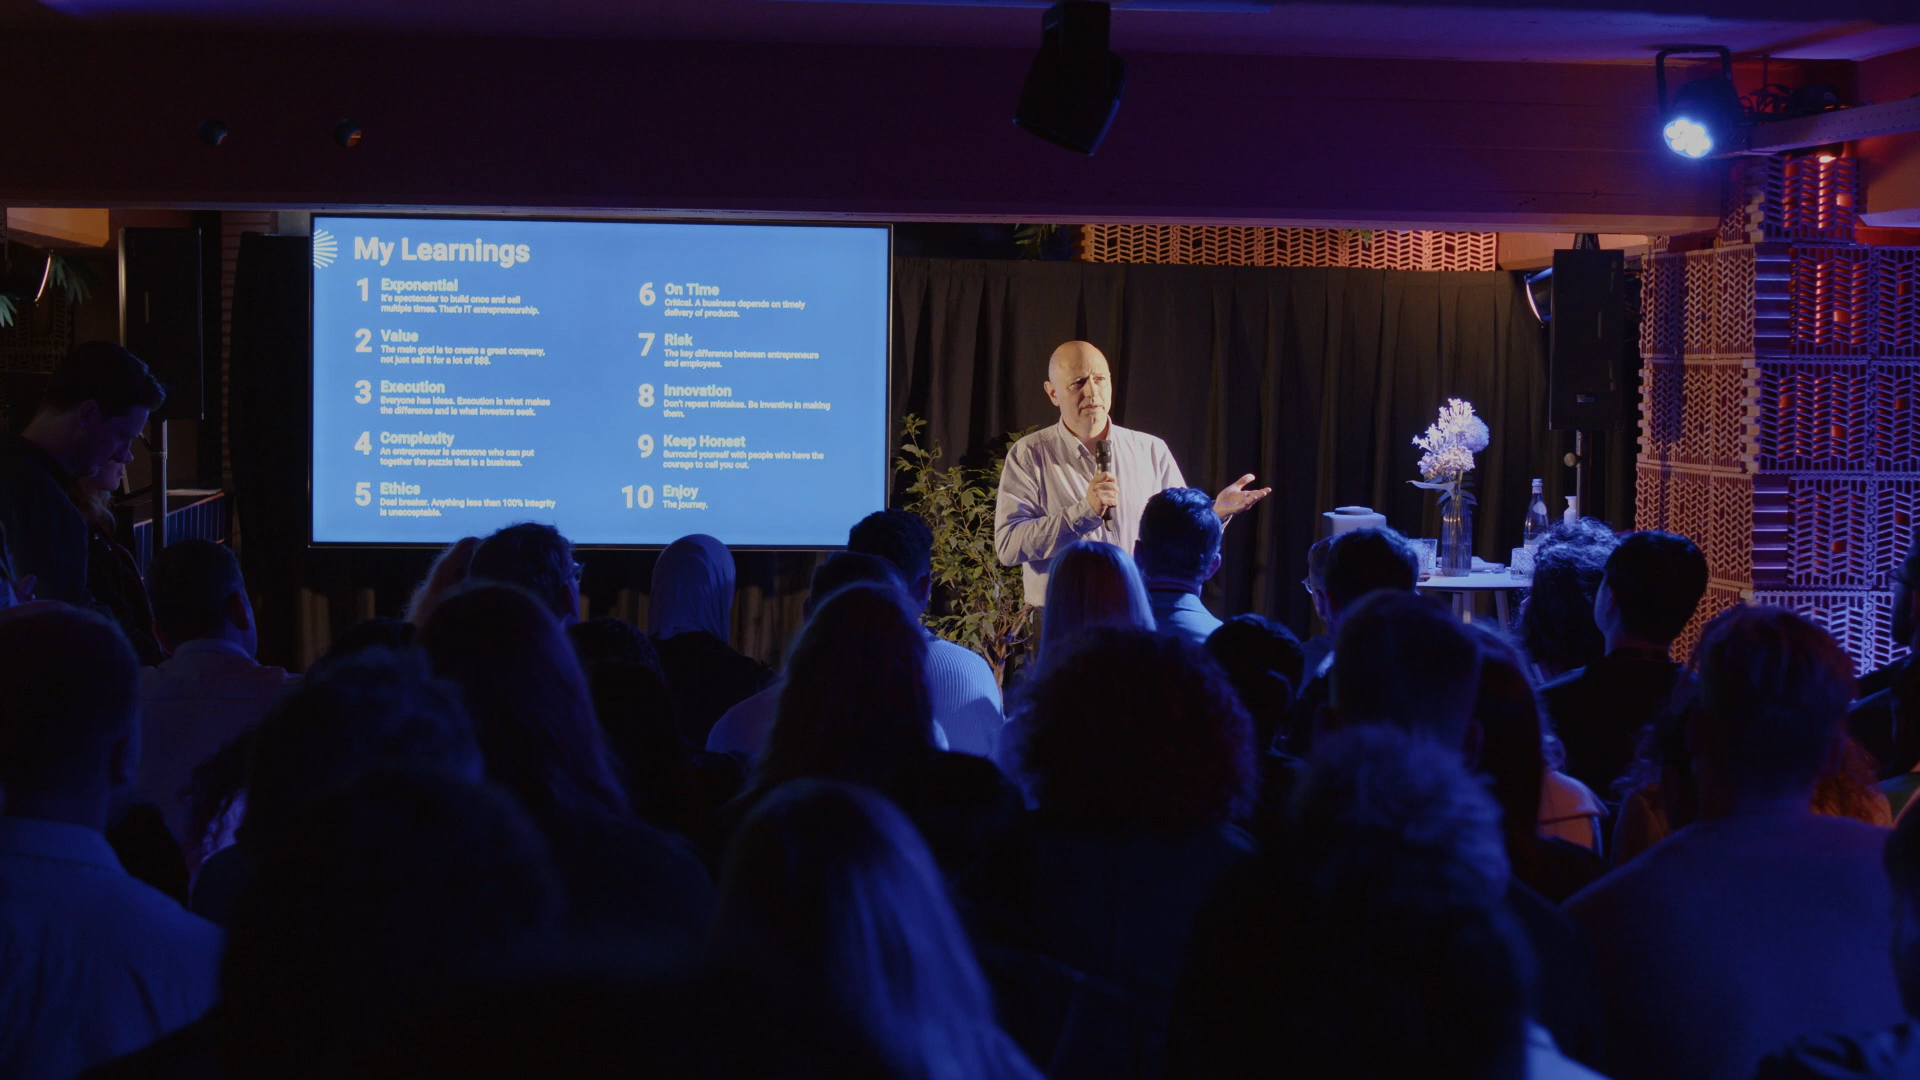 My Learnings
1 Exponential
It's spectacular to build once and sell
multiple times. That's IT entrepreneurship.
2 Value
The main goal is to create a great company,
not just sell it for a lot of $$$.
3 Execution
Everyone has ideas. Execution is what makes
the difference and is what investors seek.
4 Complexity
An entrepreneur is someone who can put
together the puzzle that is a business.
5 Ethics
Deal breaker. Anything less than 100% integrity
is unacceptable.
6 On Time
Critical. A business depends on timely
delivery of products.
7 Risk
The key difference between entrepreneurs
and employees.
8 Innovation
Don't repeat mistakes. Be inventive in making
them.
9 Keep Honest
Surround yourself with people who have the
courage to call you out.
10 Enjoy
The journey.